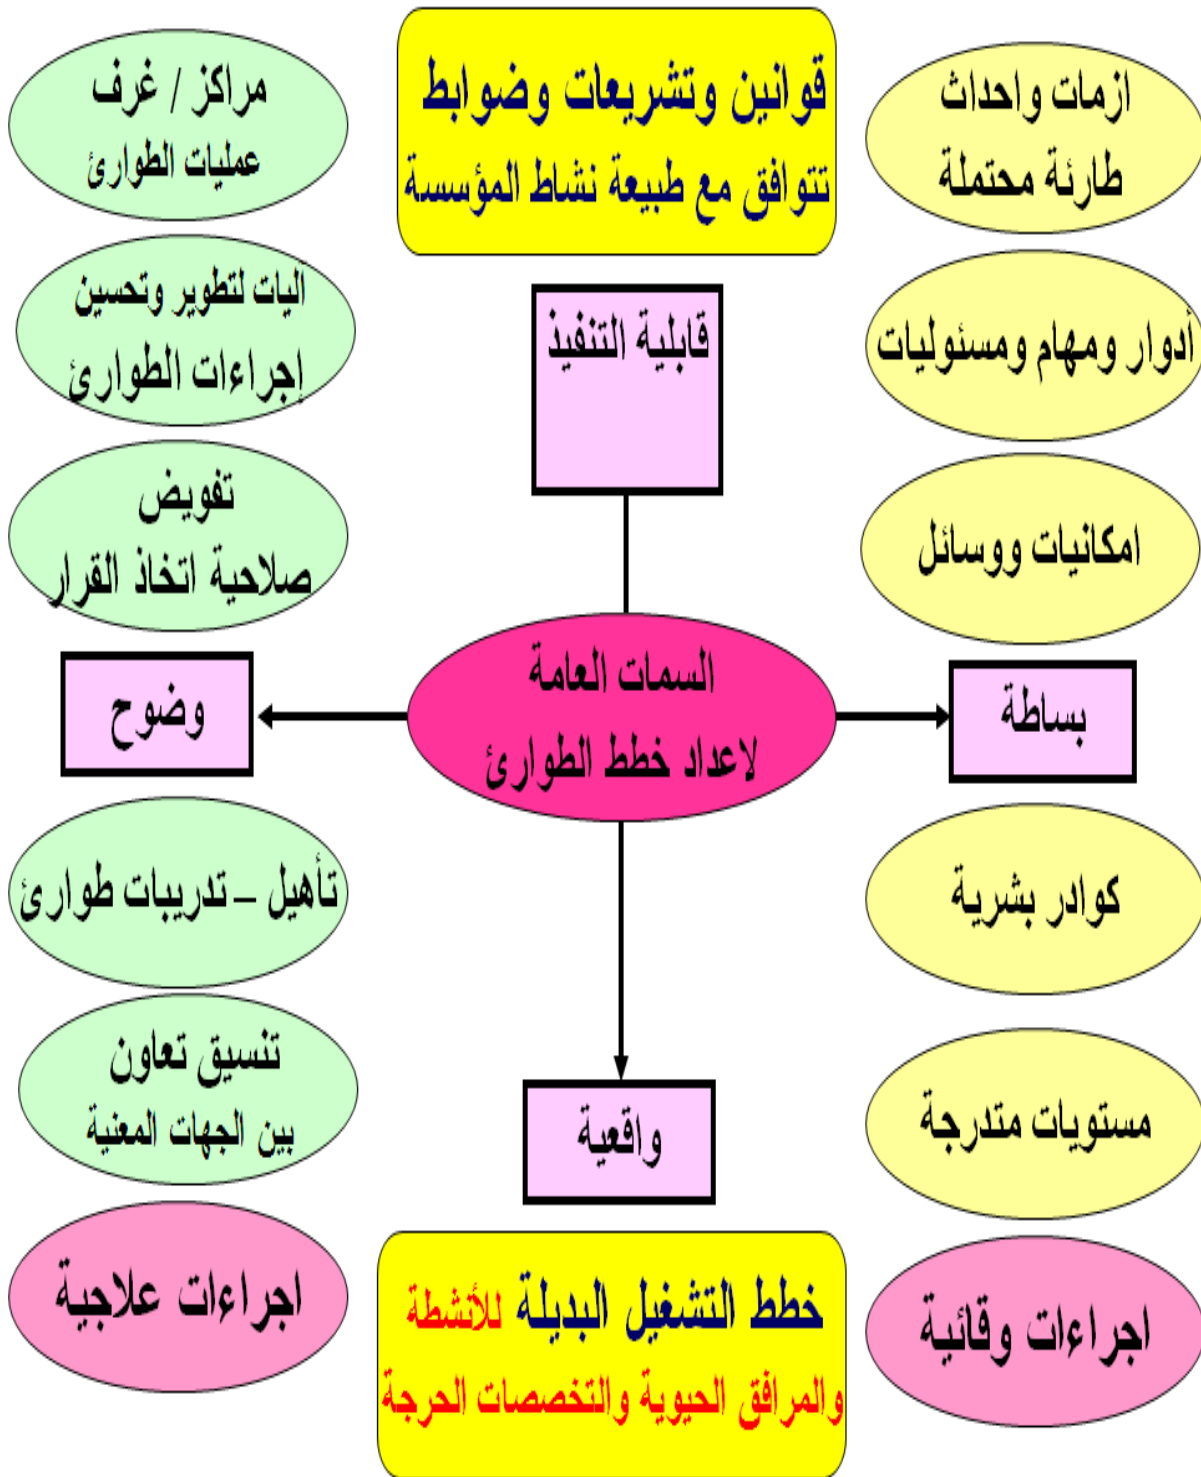 قوانين وتشريعات وضوابط
تتوافق مع طبيعة نشاط المؤسسة
ازمات واحداث
طارئة محتملة
أدوار ومهام ومسئوليات
امكانيات ووسائل
بساطة
كوادر بشرية
مستويات متدرجة
اجراءات وقائية
قابلية التنفيذ
السمات العامة
لاعداد خطط الطوارئ
واقعية
خطط التشغيل البديلة للأنشطة
والمرافق الحيوية والتخصصات الحرجة
مراكز / غرف
عمليات الطوارئ
آليات لتطوير وتحسين
إجراءات الطوارئ
تفويض
صلاحية اتخاذ القرار
وضوح
تأهيل – تدريبات طوارئ
تنسيق تعاون
بين الجهات المعنية
اجراءات علاجية